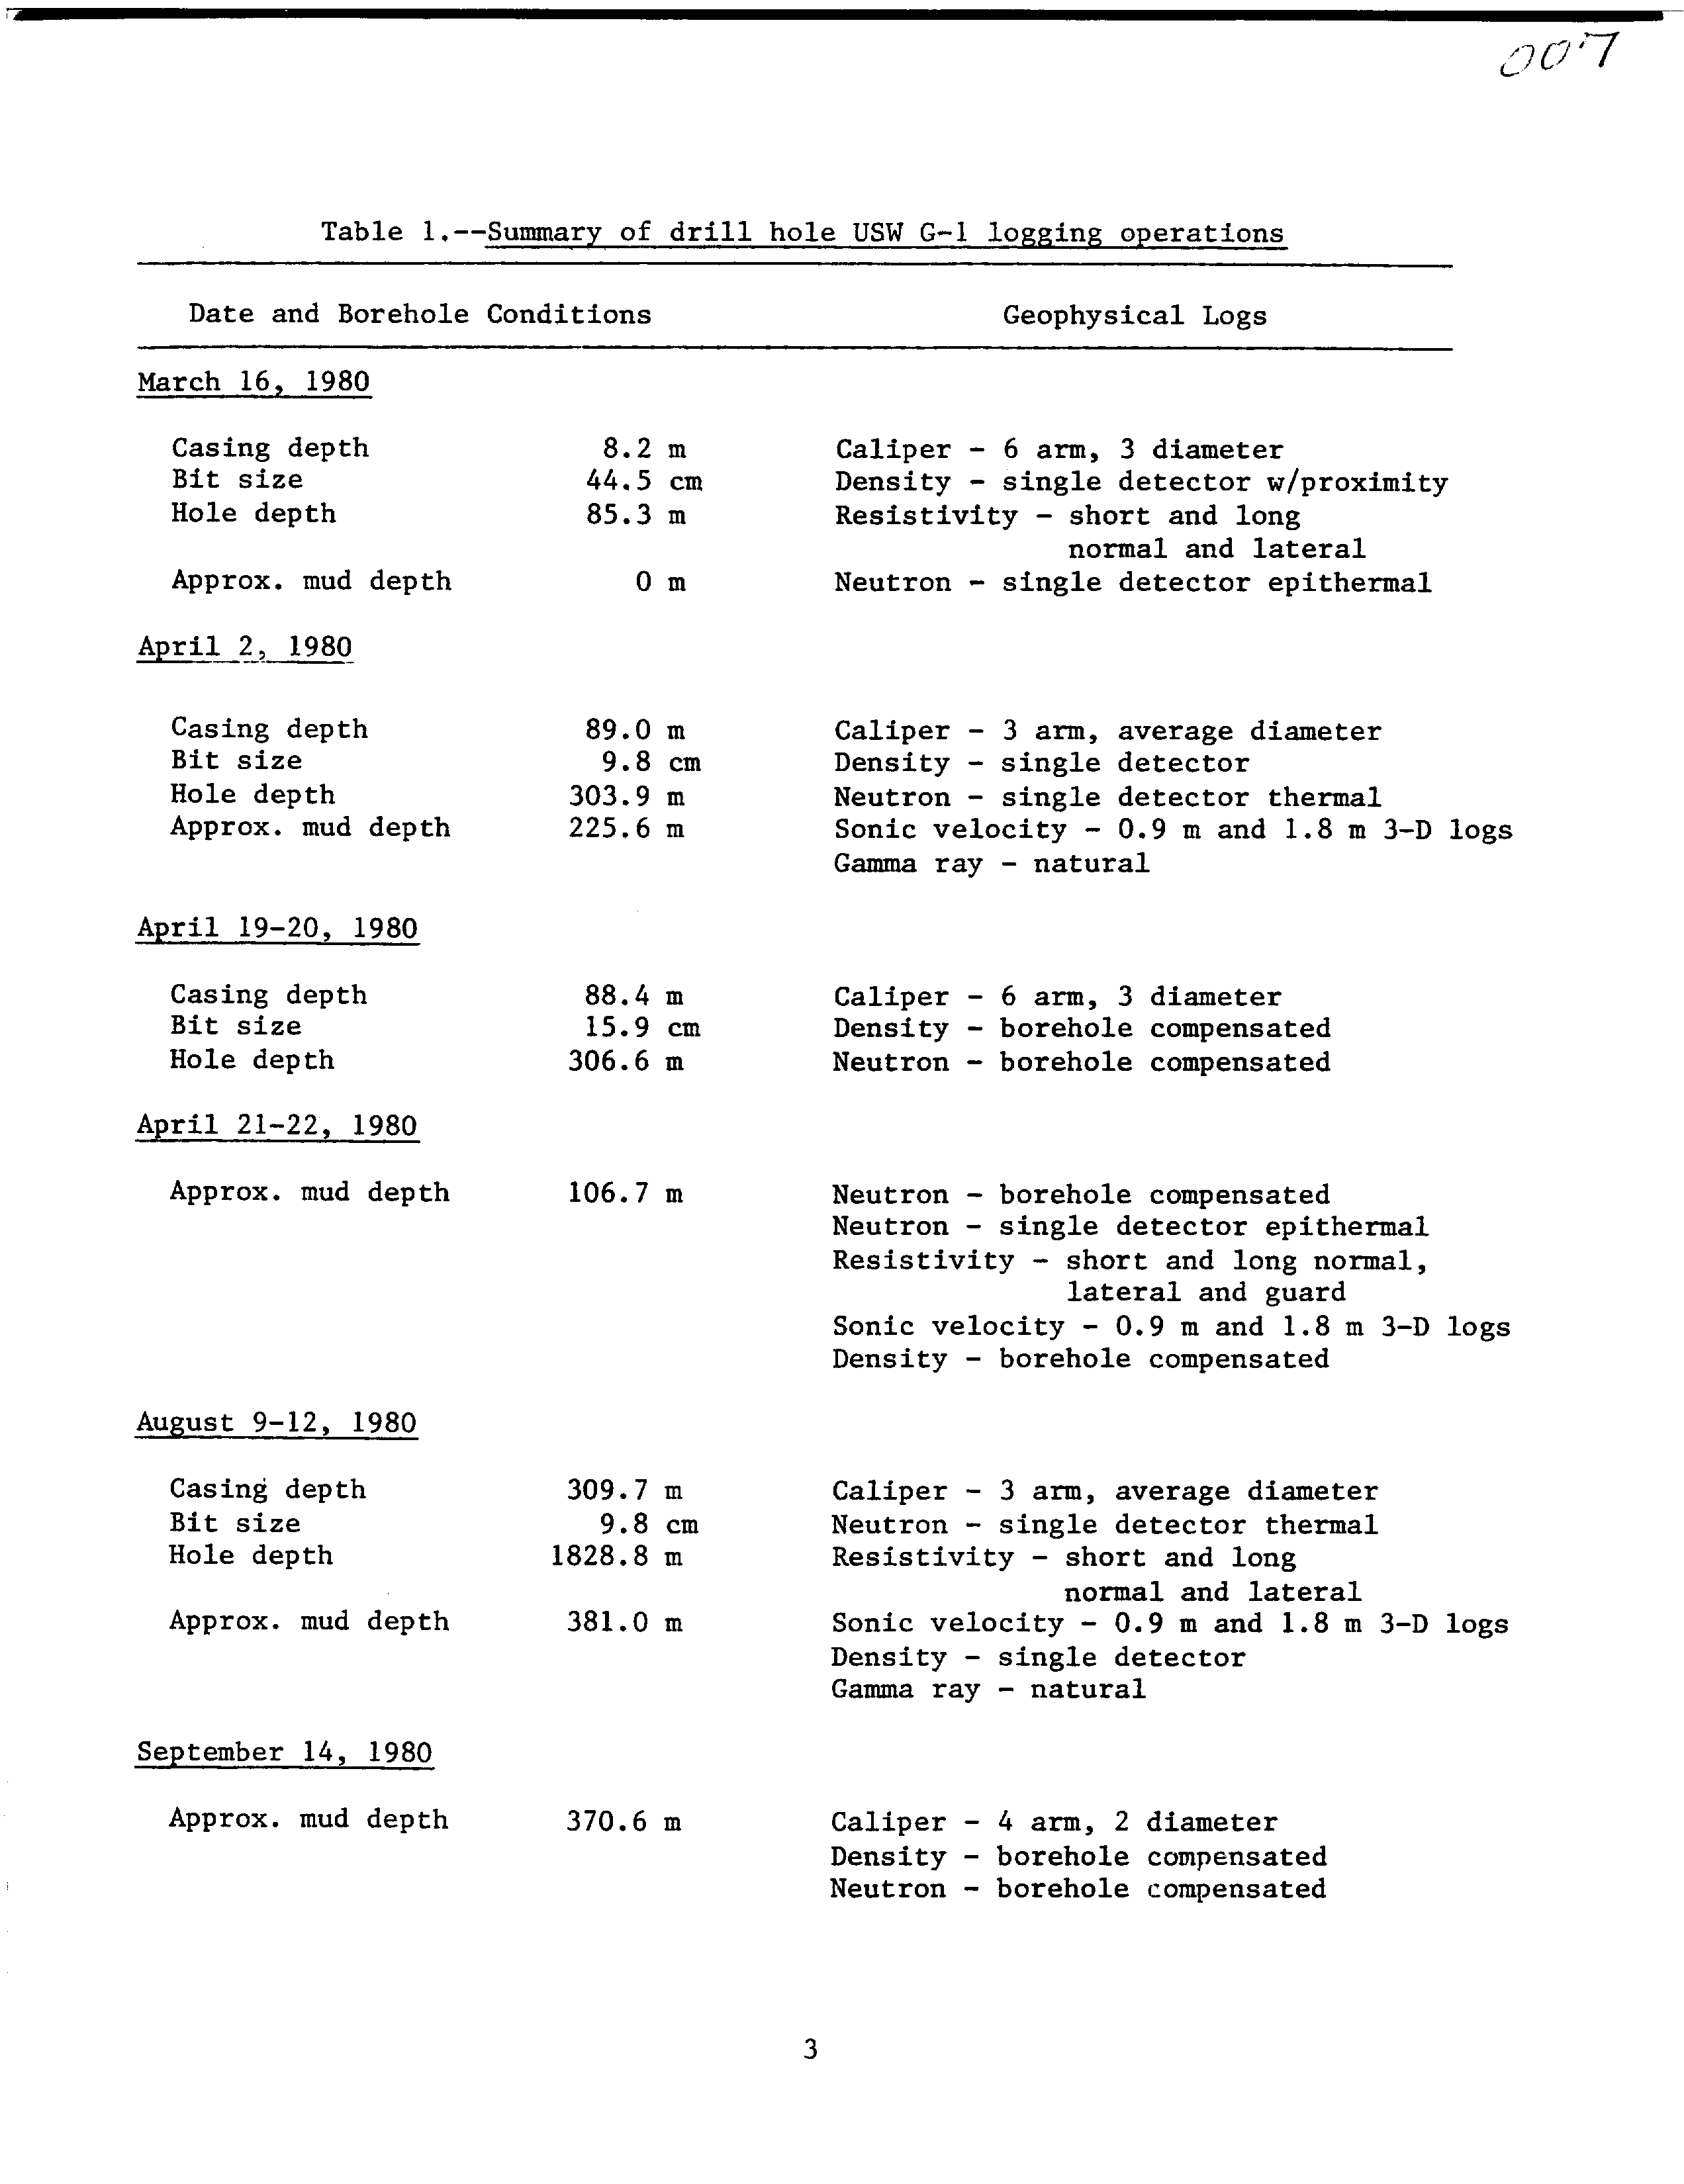 007
Table 1.--Summary of drill hole USW G-1 logging operations
Date and Borehole Conditions Geophysical Logs
March 16, 1980
Casing depth 8.2 m Caliper - 6 arm, 3 diameter
Bit size 44.5 cm Density - single detector w/proximity
Hole depth 85.3 m Resistivity - short and long
normal and lateral
Approx. mud depth 0 m Neutron - single detector epithermal
April 2, 1980
Casing depth 89.0 m Caliper - 3 arm, average diameter
Bit size 9.8 cm Density - single detector
Hole depth 303.9 m Neutron - single detector thermal
Approx. mud depth 225.6 m Sonic velocity - 0.9 m and 1.8 m 3-D logs
Gamma ray - natural
April 19-20, 1980
Casing depth 88.4 m Caliper - 6 arm, 3 diameter
Bit size 15.9 cm Density - borehole compensated
Hole depth 306.6 m Neutron - borehole compensated
April 21-22, 1980
Approx. mud depth 106.7 m Neutron - borehole compensated
Neutron - single detector epithermal
Resistivity - short and long normal,
lateral and guard
Sonic velocity - 0.9 m and 1.8 m 3-D logs
Density - borehole compensated
August 9-12, 1980
Casing depth 309.7 m Caliper - 3 arm, average diameter
Bit size 9.8 cm Neutron - single detector thermal
Hole depth 1828.8 m Resistivity - short and long
normal and lateral
Approx. mud depth 381.0 m Sonic velocity - 0.9 m and 1.8 m 3-D logs
Density - single detector
Gamma ray - natural
September 14, 1980
Approx. mud depth 370.6 m Caliper - 4 arm, 2 diameter
Density - borehole compensated
Neutron - borehole compensated
3